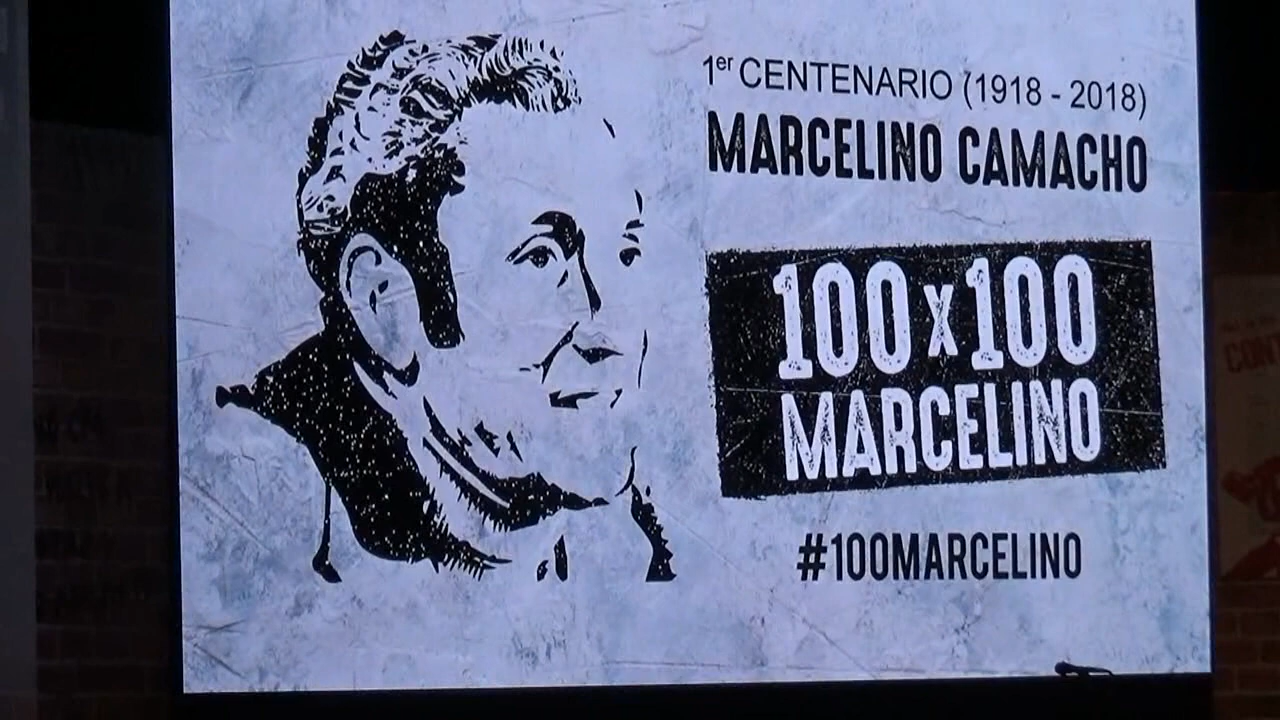 1er CENTENARIO (1918 - 2018)
MARCELINO CAMACHO
100 x 100
MARCELINO
#100MARCELINO